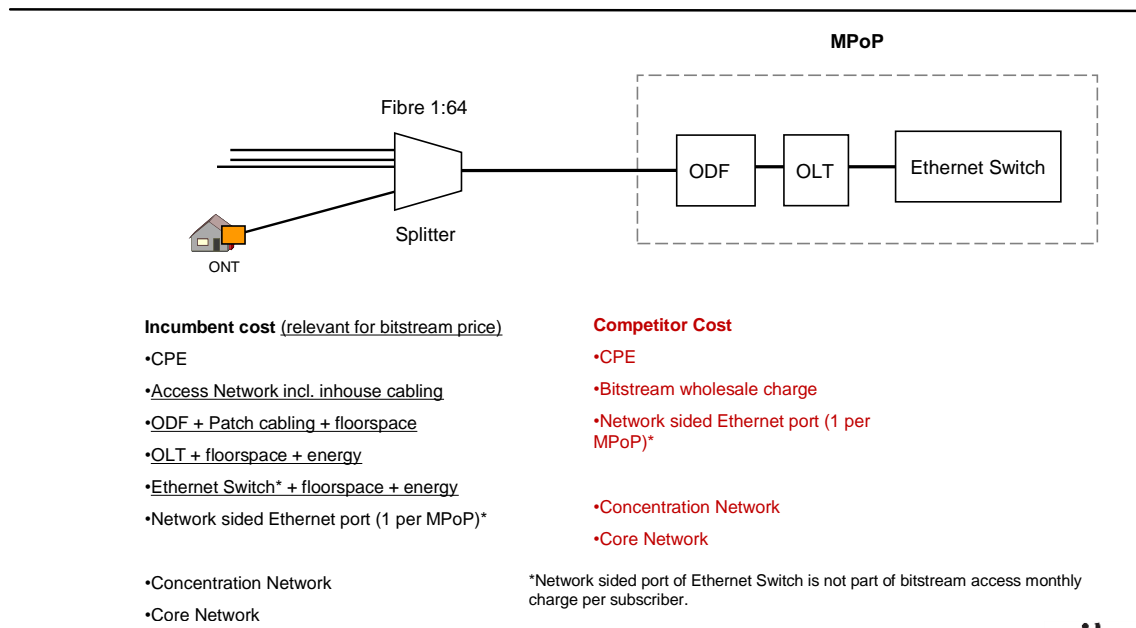 MPoP
Fibre 1:64
ODF
OLT
Ethernet Switch
Splitter
ONT
Incumbent cost (relevant for bitstream price)
•CPE
•Access Network incl. inhouse cabling
•ODF + Patch cabling + floorspace
•OLT + floorspace + energy
•Ethernet Switch* + floorspace + energy
•Network sided Ethernet port (1 per MPoP)*
•Concentration Network
•Core Network
Competitor Cost
•CPE
•Bitstream wholesale charge
•Network sided Ethernet port (1 per
MPoP)*
•Concentration Network
•Core Network
*Network sided port of Ethernet Switch is not part of bitstream access monthly
charge per subscriber.